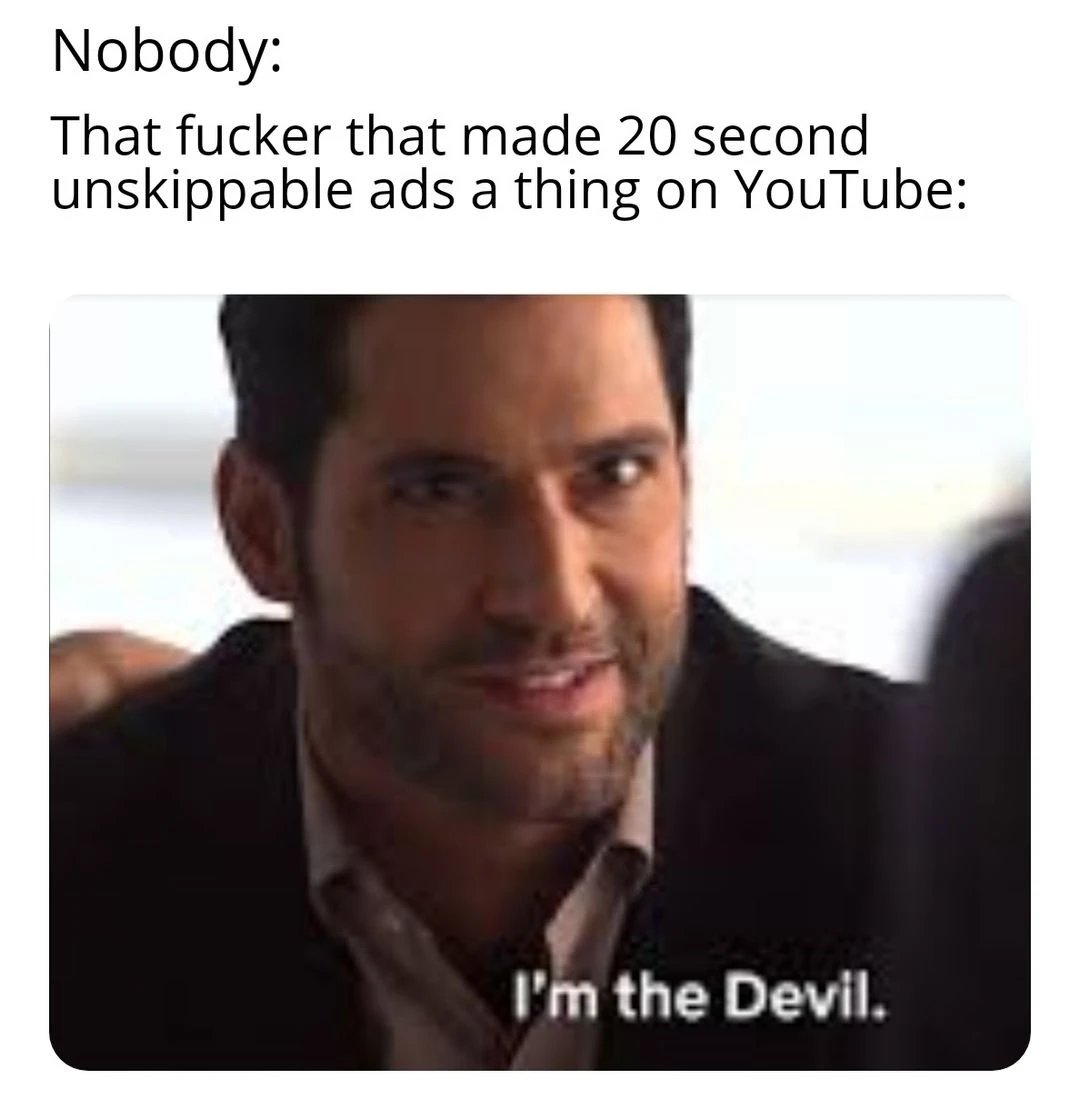 Nobody:
That fucker that made 20 second
unskippable ads a thing on YouTube:
I'm the Devil.